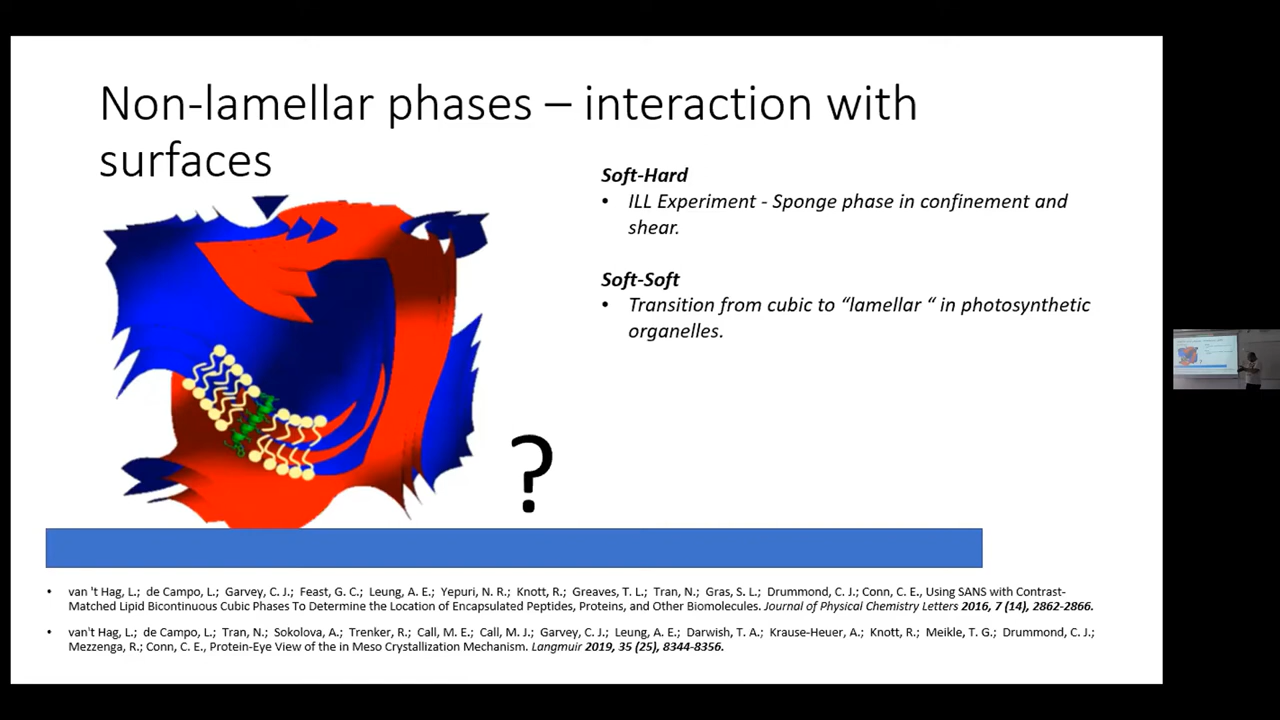 Non-lamellar phases – interaction with
surfaces
Soft-Hard
• ILL Experiment - Sponge phase in confinement and
shear.
Soft-Soft
• Transition from cubic to “lamellar “ in photosynthetic
organelles.
?
• van 't Hag, L.; de Campo, L.; Garvey, C. J.; Feast, G. C.; Leung, A. E.; Yepuri, N. R.; Knott, R.; Greaves, T. L.; Tran, N.; Gras, S. L.; Drummond, C. J.; Conn, C. E., Using SANS with Contrast-
Matched Lipid Bicontinuous Cubic Phases To Determine the Location of Encapsulated Peptides, Proteins, and Other Biomolecules. Journal of Physical Chemistry Letters 2016, 7 (14), 2862-2866.
• van't Hag, L.; de Campo, L.; Tran, N.; Sokolova, A.; Trenker, R.; Call, M. E.; Call, M. J.; Garvey, C. J.; Leung, A. E.; Darwish, T. A.; Krause-Heuer, A.; Knott, R.; Meikle, T. G.; Drummond, C. J.;
Mezzenga, R.; Conn, C. E., Protein-Eye View of the in Meso Crystallization Mechanism. Langmuir 2019, 35 (25), 8344-8356.